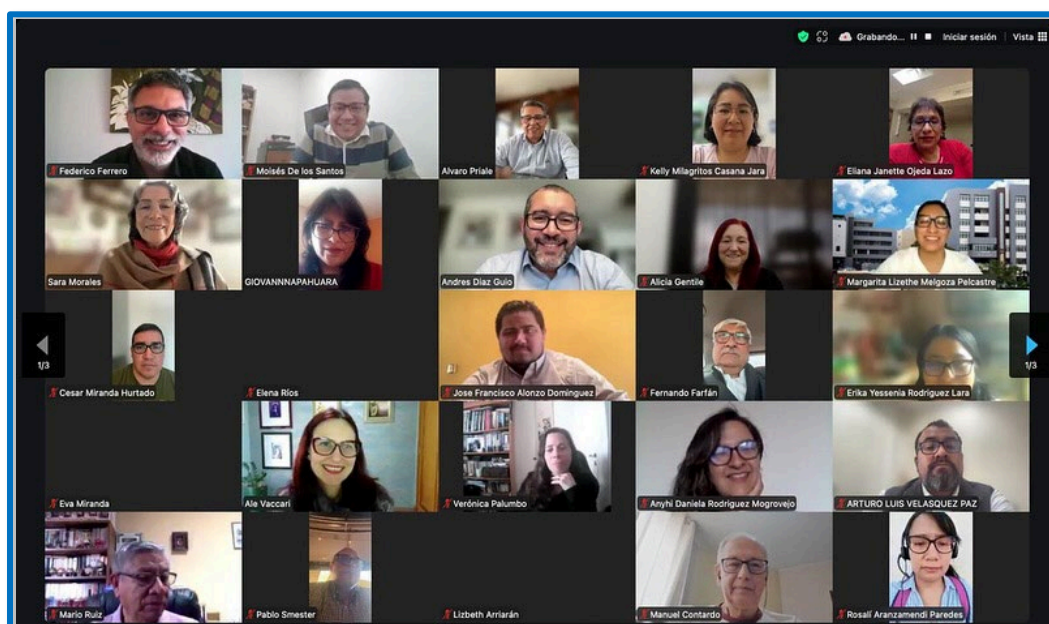 Grabando... Iniciar sesión Vista
Federico Ferrero
Moisés De los Santos
Alvaro Priale
Kelly Milagritos Casana Jara
Eliana Janette Ojeda Lazo
Sara Morales
GIOVANNNAPAHUARA
Andres Diaz Guio
Alicia Gentile
Margarita Lizethe Melgoza Pelcastre
1/3
Cesar Miranda Hurtado
Elena Ríos
Jose Francisco Alonzo Dominguez
Fernando Farfán
Erika Yessenia Rodriguez Lara
1/3
Eva Miranda
Ale Vaccari
Verónica Palumbo
Anyhi Daniela Rodriguez Mogrovejo
ARTURO LUIS VELASQUEZ PAZ
Mario Ruiz
Pablo Smester
Lizbeth Arriarán
Manuel Contardo
Rosalí Aranzamendi Paredes